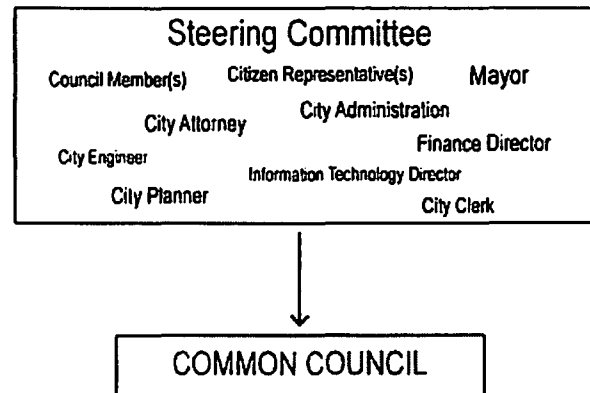 Steering Committee
Council Member(s) Citizen Representative(s) Mayor
City Attorney City Administration
Finance Director
City Engineer
Information Technology Director
City Planner
City Clerk
COMMON COUNCIL